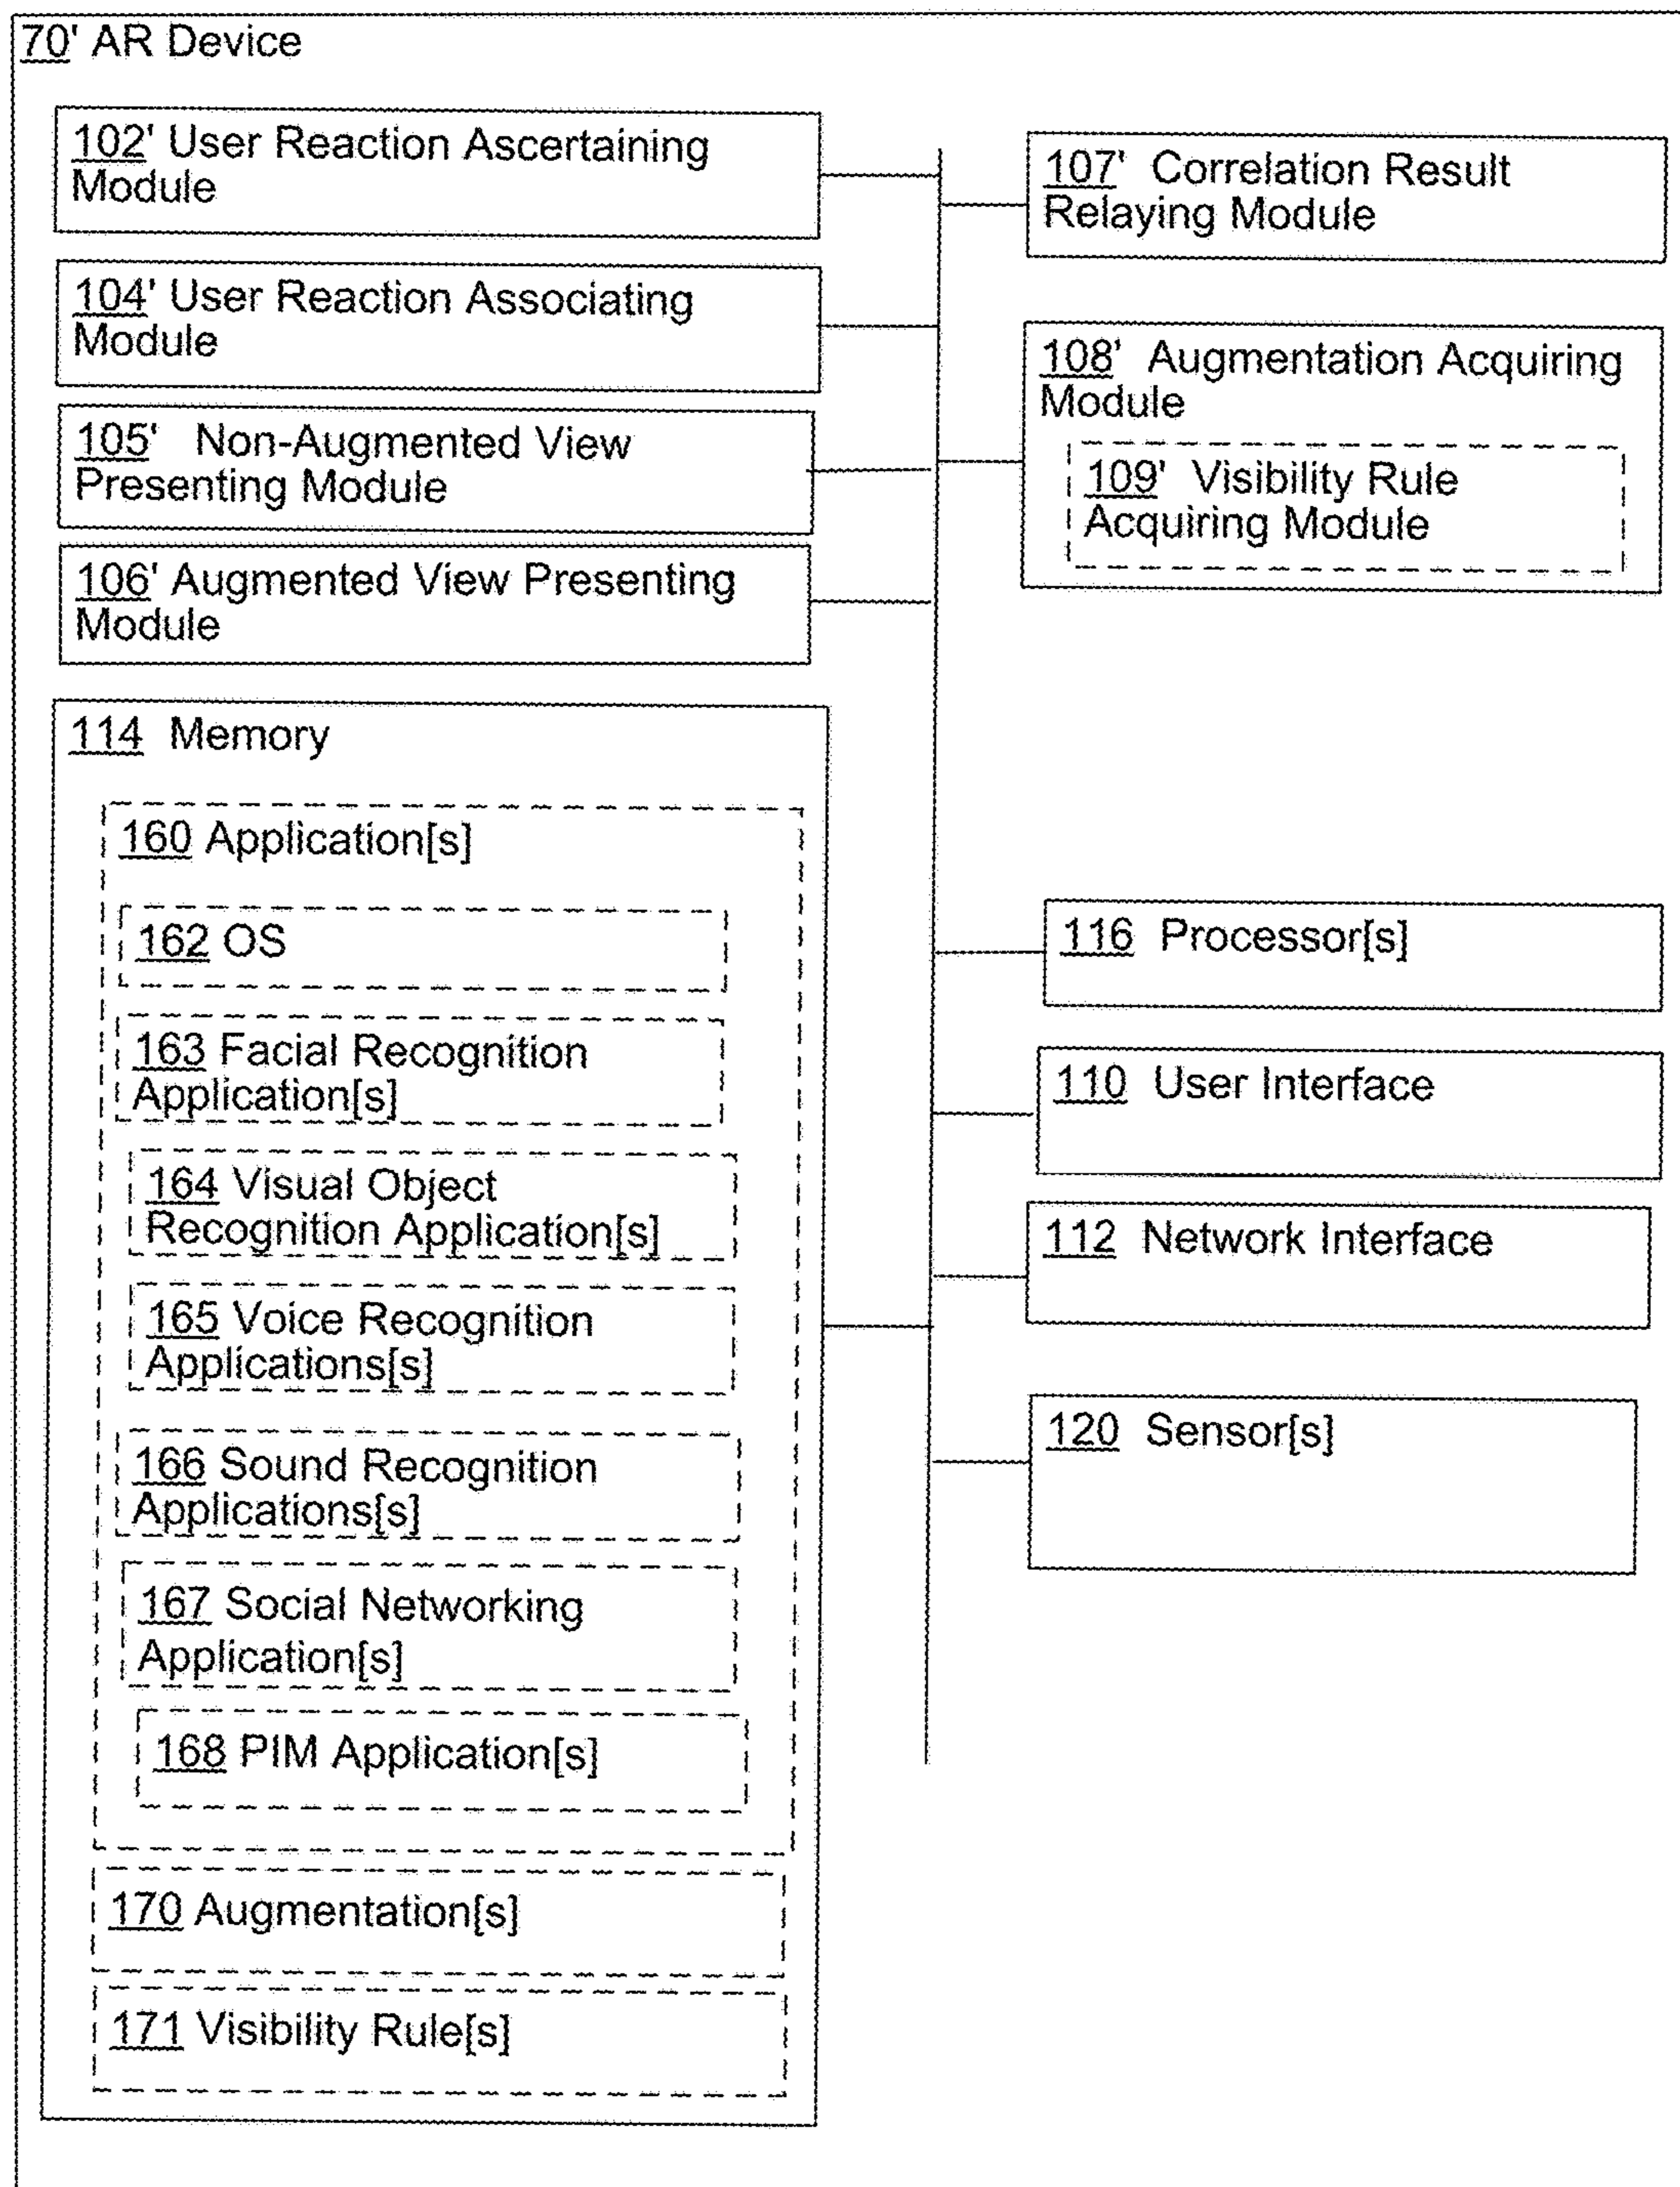 70' AR Device
102' User Reaction Ascertaining
Module
104' User Reaction Associating
Module
105' Non-Augmented View
Presenting Module
106' Augmented View Presenting
Module
107' Correlation Result
Relaying Module
108' Augmentation Acquiring
Module
109' Visibility Rule
Acquiring Module
114 Memory
160 Application[s]
162 OS
163 Facial Recognition
Application[s]
164 Visual Object
Recognition Application[s]
165 Voice Recognition
Applications[s]
166 Sound Recognition
Applications[s]
167 Social Networking
Application[s]
168 PIM Application[s]
170 Augmentation[s]
171 Visibility Rule[s]
116 Processor[s]
110 User Interface
112 Network Interface
120 Sensor[s]